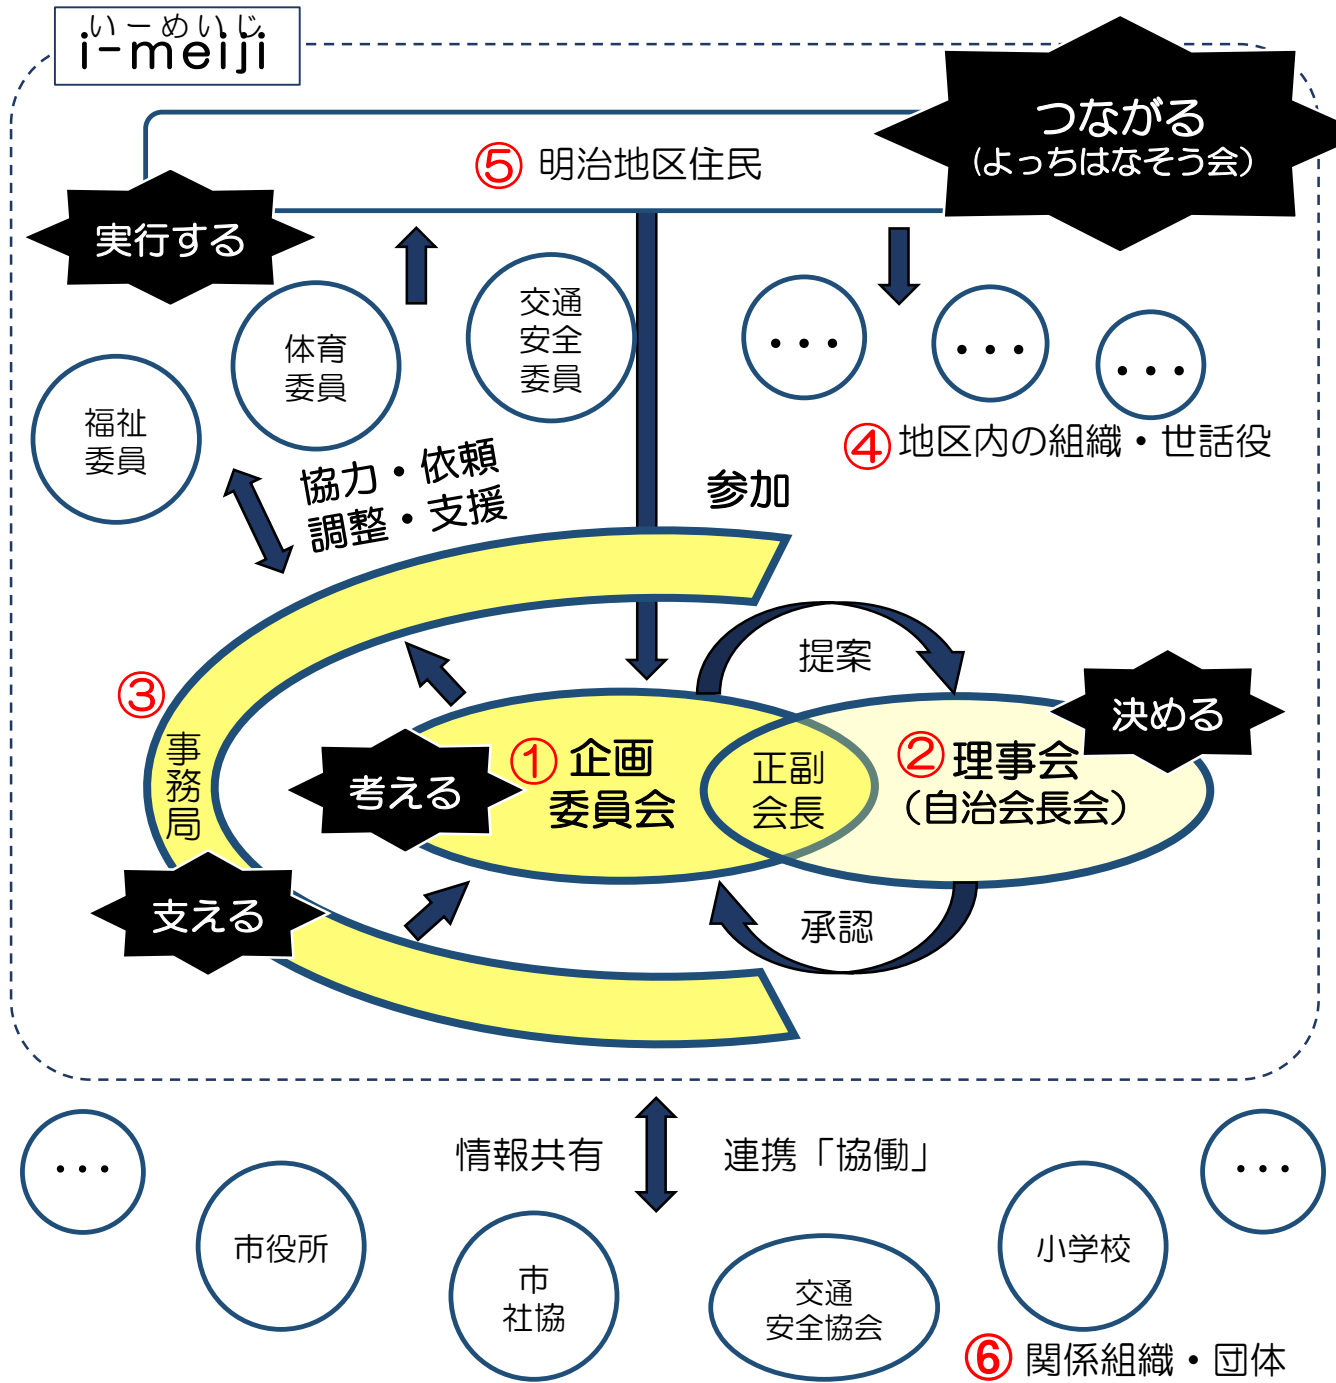 いーめいじ
i-meiji
つながる
(よっちはなそう会)
⑤ 明治地区住民
実行する
交通
安全
委員
体育
委員
福祉
委員
・・・
・・・
・・・
④ 地区内の組織・世話役
協力・依頼
調整・支援
参加
提案
③
事
務
局
決める
① 企画
委員会
正副
会長
② 理事会
(自治会長会)
考える
支える
承認
情報共有
連携「協働」
・・・
・・・
市役所
市
社協
交通
安全協会
小学校
⑥ 関係組織・団体